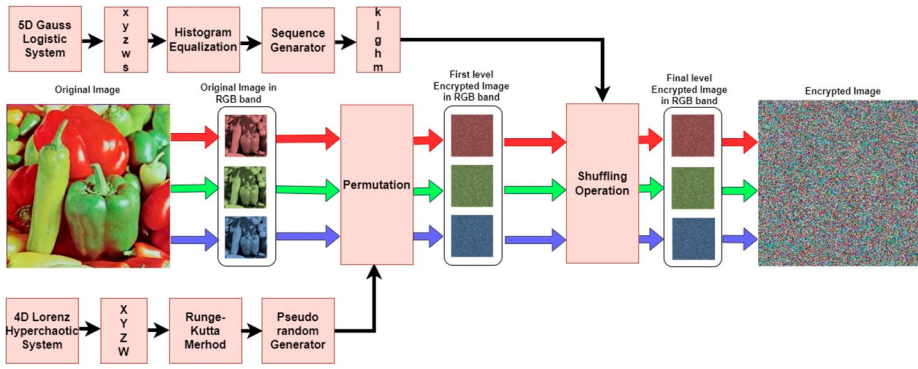 5D Gauss
Logistic
System
x
y
z
w
s
Histogram
Equalization
Sequence
Genarator
k
l
g
h
m
Original Image
Original Image in
RGB band
First level
Encrypted Image
in RGB band
Final level
Encrypted Image
in RGB band
Encrypted Image
Permutation
Shuffling
Operation
4D Lorenz
Hyperchaotic
System
X
Y
Z
W
Runge-
Kutta
Merhod
Pseudo
random
Generator